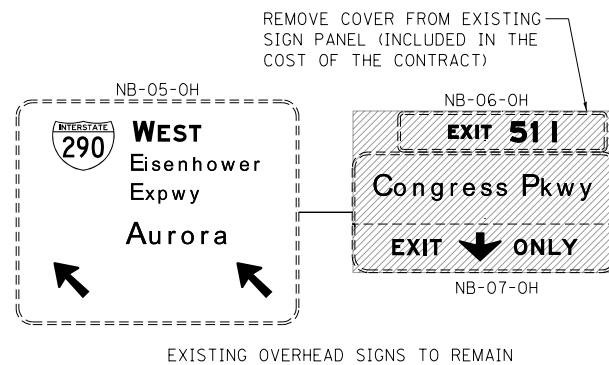 REMOVE COVER FROM EXISTING
SIGN PANEL (INCLUDED IN THE
COST OF THE CONTRACT)
NB-05-OH
INTERSTATE
290
WEST
Eisenhower
Expwy
Aurora
NB-06-OH
EXIT 511
Congress Pkwy
EXIT ONLY
NB-07-OH
EXISTING OVERHEAD SIGNS TO REMAIN